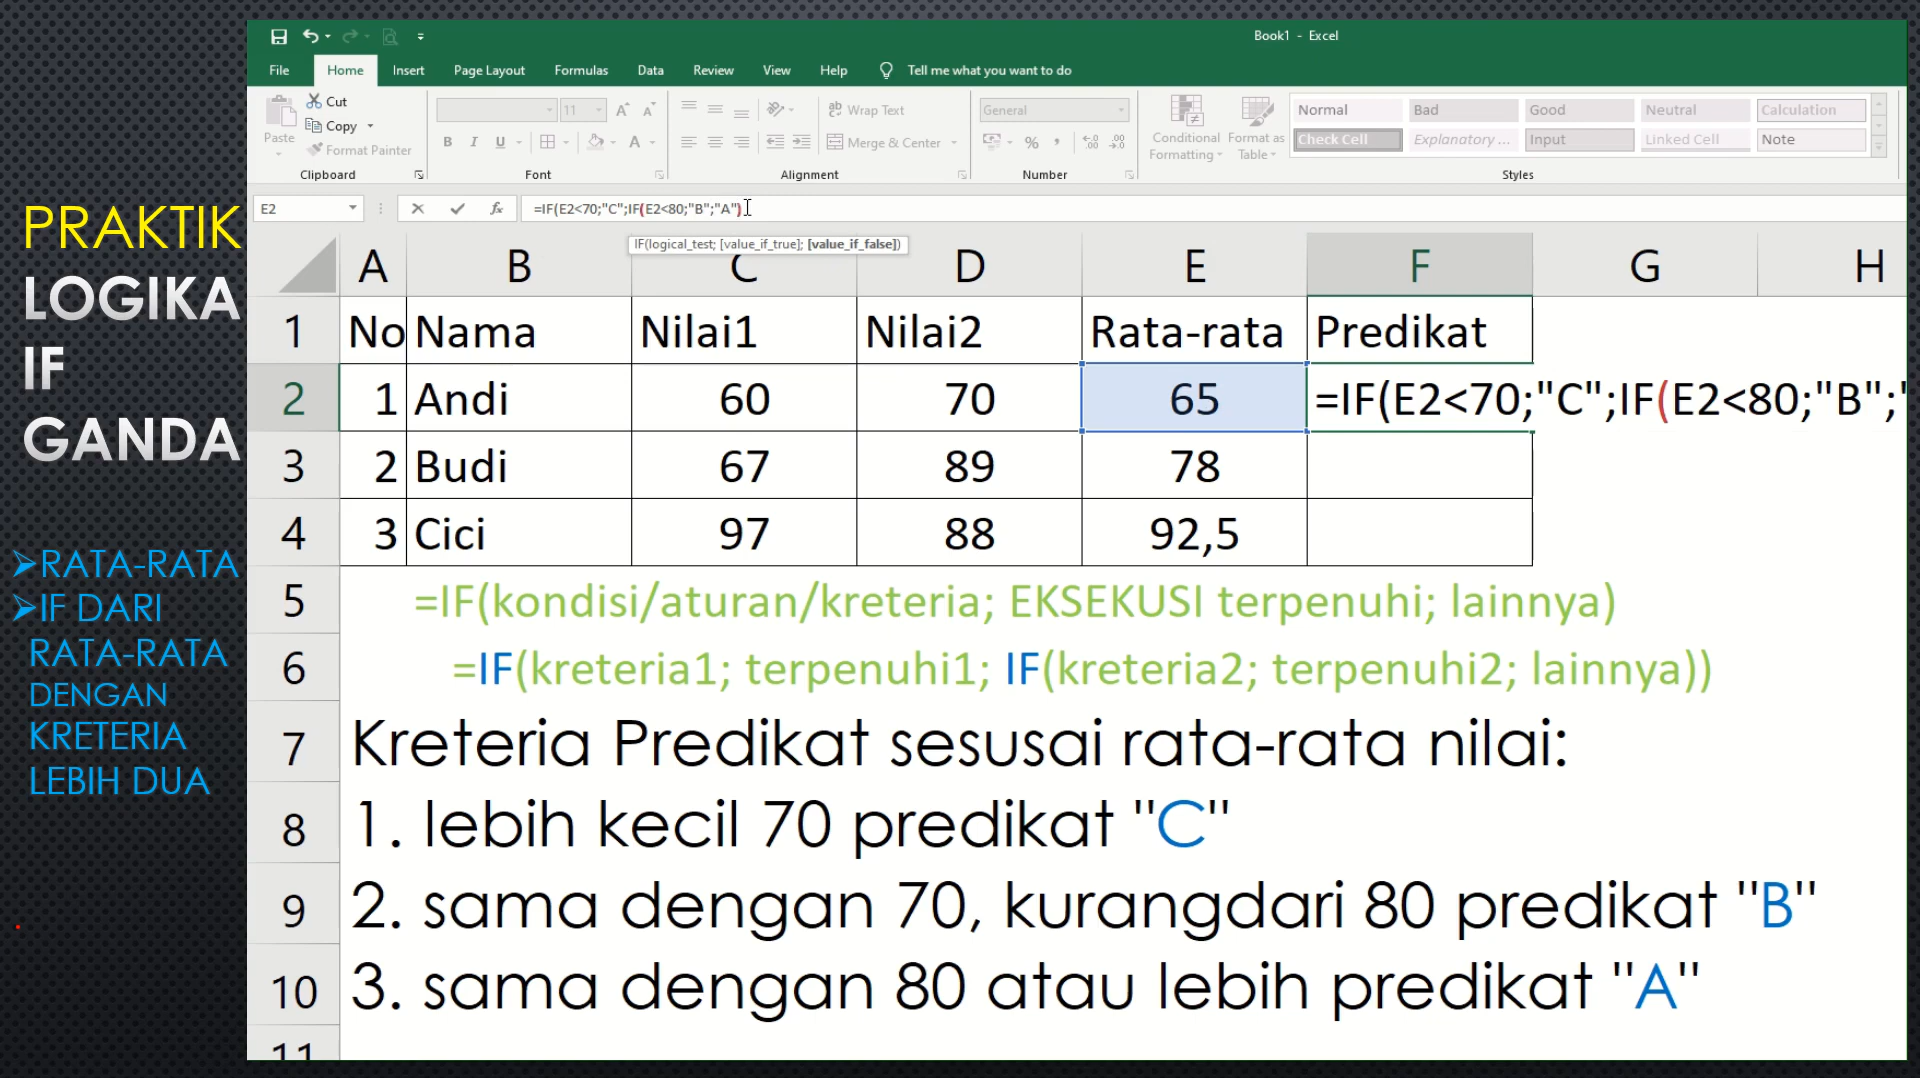 PRAKTIK
LOGIKA
IF
GANDA
➢RATA-RATA
➢IF DARI
RATA-RATA
DENGAN
KRETERIA
LEBIH DUA
Book1 - Excel
File Home Insert Page Layout Formulas Data Review View Help Tell me what you want to do
Paste
Cut
Copy
Format Painter
Clipboard
11
B I U
Font
Wrap Text
Merge & Center
Alignment
General
%
Number
Conditional Formatting
Format as Table
Normal Bad Good Neutral Calculation
Check Cell Explanatory ... Input Linked Cell Note
Styles
E2 fx =IF(E2<70;"C";IF(E2<80;"B";"A")
IF(logical_test; [value_if_true]; [value_if_false])
A B C D E F G H
1 No Nama Nilai1 Nilai2 Rata-rata Predikat
2 1 Andi 60 70 65 =IF(E2<70;"C";IF(E2<80;"B";"
3 2 Budi 67 89 78
4 3 Cici 97 88 92,5
5 =IF(kondisi/aturan/kreteria; EKSEKUSI terpenuhi; lainnya)
6 =IF(kreteria1; terpenuhi1; IF(kreteria2; terpenuhi2; lainnya))
7 Kreteria Predikat sesusai rata-rata nilai:
8 1. lebih kecil 70 predikat "C"
9 2. sama dengan 70, kurangdari 80 predikat "B"
10 3. sama dengan 80 atau lebih predikat "A"
11